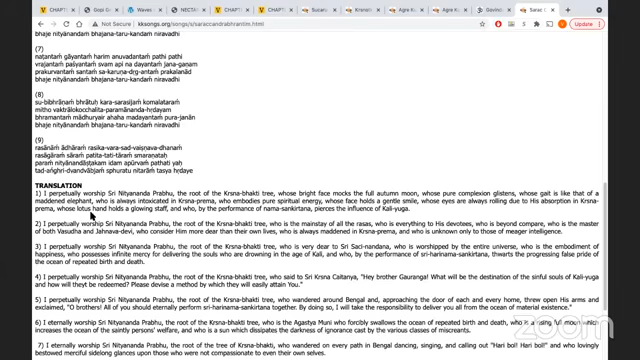 CHAPT
Gopi G
Waves -
NECTAR
CHAPT
CHAPT
Sucara
Krsnalin
Agre Kr
Agre Kr
Govind
Sarac C
Not Secure
kksongs.org/songs/s/saraccandrabhrantim.html
Update
bhaje nityānandaṁ bhajana-taru-kandaṁ niravadhi
(7)
naṭantaṁ gāyantaṁ harim anuvadantaṁ pathi pathi
vrajantaṁ paśyantaṁ svam api na dayantaṁ jana-gaṇam
prakurvantaṁ santaṁ sa-karuṇa-dṛg-antaṁ prakalanād
bhaje nityānandaṁ bhajana-taru-kandaṁ niravadhi
(8)
su-bibhrāṇaṁ bhrātuḥ kara-sarasijaṁ komalataraṁ
mitho vaktrālokocchalita-paramānanda-hṛdayam
bhramantaṁ mādhuryair ahaha madayantaṁ pura-janān
bhaje nityānandaṁ bhajana-taru-kandaṁ niravadhi
(9)
rasānām ādhāraṁ rasika-vara-sad-vaiṣṇava-dhanaṁ
rasāgāraṁ sāraṁ patita-tati-tāraṁ smaraṇataḥ
paraṁ nityānandāṣṭakam idam apūrvaṁ paṭhati yaḥ
tad-aṅghri-dvandvābjaṁ sphuratu nitarāṁ tasya hṛdaye
TRANSLATION
1) I perpetually worship Sri Nityananda Prabhu, the root of the Krsna-bhakti tree, whose bright face mocks the full autumn moon, whose pure complexion glistens, whose gait is like that of a
maddened elephant, who is always intoxicated in Krsna-prema, who embodies pure spiritual energy, whose face holds a gentle smile, whose eyes are always rolling due to His absorption in Krsna-
prema, whose lotus hand holds a glowing staff, and who, by the performance of nama-sankirtana, pierces the influence of Kali-yuga.
2) I perpetually worship Sri Nityananda Prabhu, the root of the Krsna-bhakti tree, who is the mainstay of all the rasas, who is everything to His devotees, who is beyond compare, who is the master
of both Vasudha and Jahnava-devi, who consider Him more dear than their own lives, who is always maddened in Krsna-prema, and who is unknown only to those of meager intelligence.
3) I perpetually worship Sri Nityananda Prabhu, the root of the Krsna-bhakti tree, who is very dear to Sri Saci-nandana, who is worshipped by the entire universe, who is the embodiment of
happiness, who possesses infinite mercy for delivering the souls who are drowning in the age of Kali, and who, by the performance of sri-harinama-sankirtana, thwarts the progressing false pride
of the ocean of repeated birth and death.
4) I perpetually worship Sri Nityananda Prabhu, the root of the Krsna-bhakti tree, who said to Sri Krsna Caitanya, "Hey brother Gauranga! What will be the destination of the sinful souls of Kali-yuga
and how will theyt be redeemed? Please devise a method by which they will easily attain You."
5) I perpetually worship Sri Nityananda Prabhu, the root of the Krsna-bhakti tree, who wandered around Bengal and, approaching the door of each and every home, threw open His arms and
exclaimed, "O brothers! All of you should eternally perform sri-harinama-sankirtana together. By doing so, I will take the responsibility to deliver you all from the ocean of material existence."
6) I eternally worship Sri Nityananda Prabhu, the root of the Krsna-bhakti tree, who is the Agastya Muni who forcibly swallows the ocean of repeated birth and death, who is a rising full moon which
increases the ocean of the saintly persons' welfare, and who is a sun which dissipates the darkness of ignorance cast by the various classes of miscreants.
7) I eternally worship Sri Nityananda Prabhu, the root of the tree of Krsna-bhakti, who wandered on every path in Bengal dancing, singing, and calling out "Hari bol! Hari bol!" and who lovingly
bestowed merciful sidelong glances upon those who were not compassionate to even their own selves.
zoom